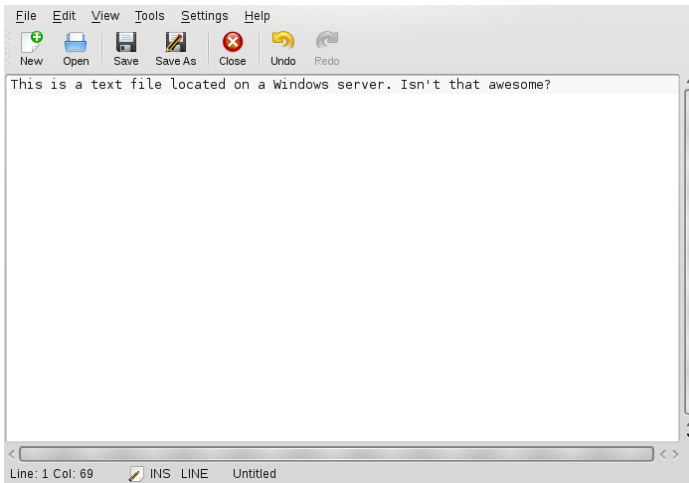 File Edit View Tools Settings Help
New Open Save Save As Close Undo Redo
This is a text file located on a Windows server. Isn't that awesome?
Line: 1 Col: 69 INS LINE Untitled